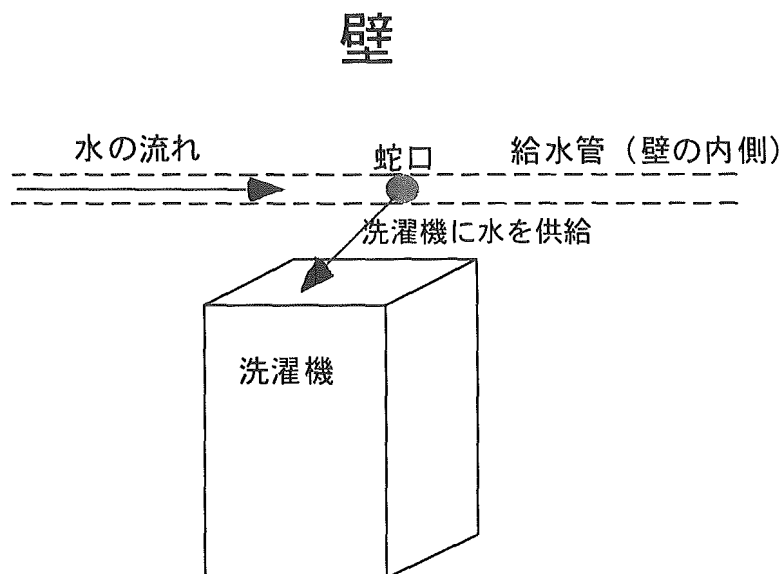 壁
水の流れ
蛇口
給水管（壁の内側）
洗濯機に水を供給
洗濯機